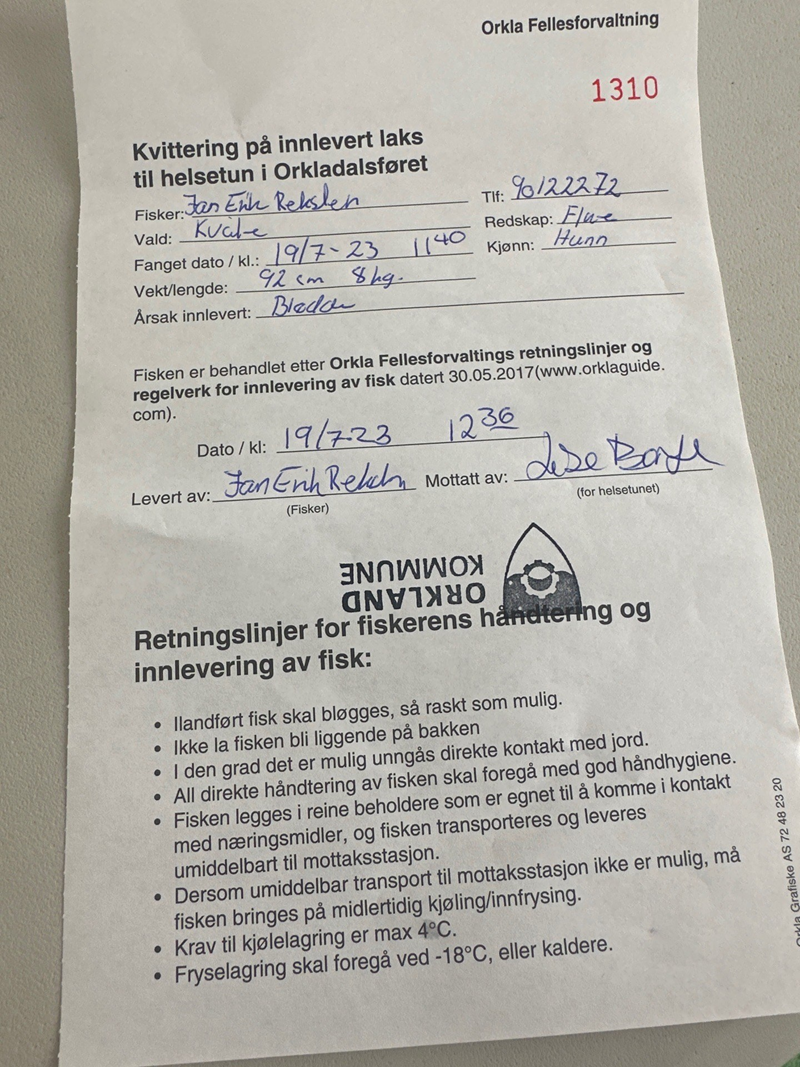 Orkla Fellesforvaltning
1310
Kvittering på innlevert laks
til helsetun i Orkladalsføret
Fisker: Jan Erik Reksten
Tlf: 90122272
Vald: Kvåle
Redskap: Flue
Fanget dato / kl.: 19/7-23 1140
Kjønn: Hunn
Vekt/lengde: 92 cm 8 kg.
Årsak innlevert:
Fisken er behandlet etter Orkla Fellesforvaltings retningslinjer og
regelverk for innlevering av fisk datert 30.05.2017(www.orklaguide.
com).
Dato / kl: 19/7-23 1236
Levert av: Jan Erik Mottatt av:
(Fisker) (for helsetunet)
ORKLAND
KOMMUNE
Retningslinjer for fiskerens håndtering og
innlevering av fisk:
• Ilandført fisk skal bløgges, så raskt som mulig.
• Ikke la fisken bli liggende på bakken
• I den grad det er mulig unngås direkte kontakt med jord.
• All direkte håndtering av fisken skal foregå med god håndhygiene.
• Fisken legges i reine beholdere som er egnet til å komme i kontakt
med næringsmidler, og fisken transporteres og leveres
umiddelbart til mottaksstasjon.
• Dersom umiddelbar transport til mottaksstasjon ikke er mulig, må
fisken bringes på midlertidig kjøling/innfrysing.
• Krav til kjølelagring er max 4°C.
• Fryselagring skal foregå ved -18°C, eller kaldere.
Orkla Grafiske AS 72 48 23 20